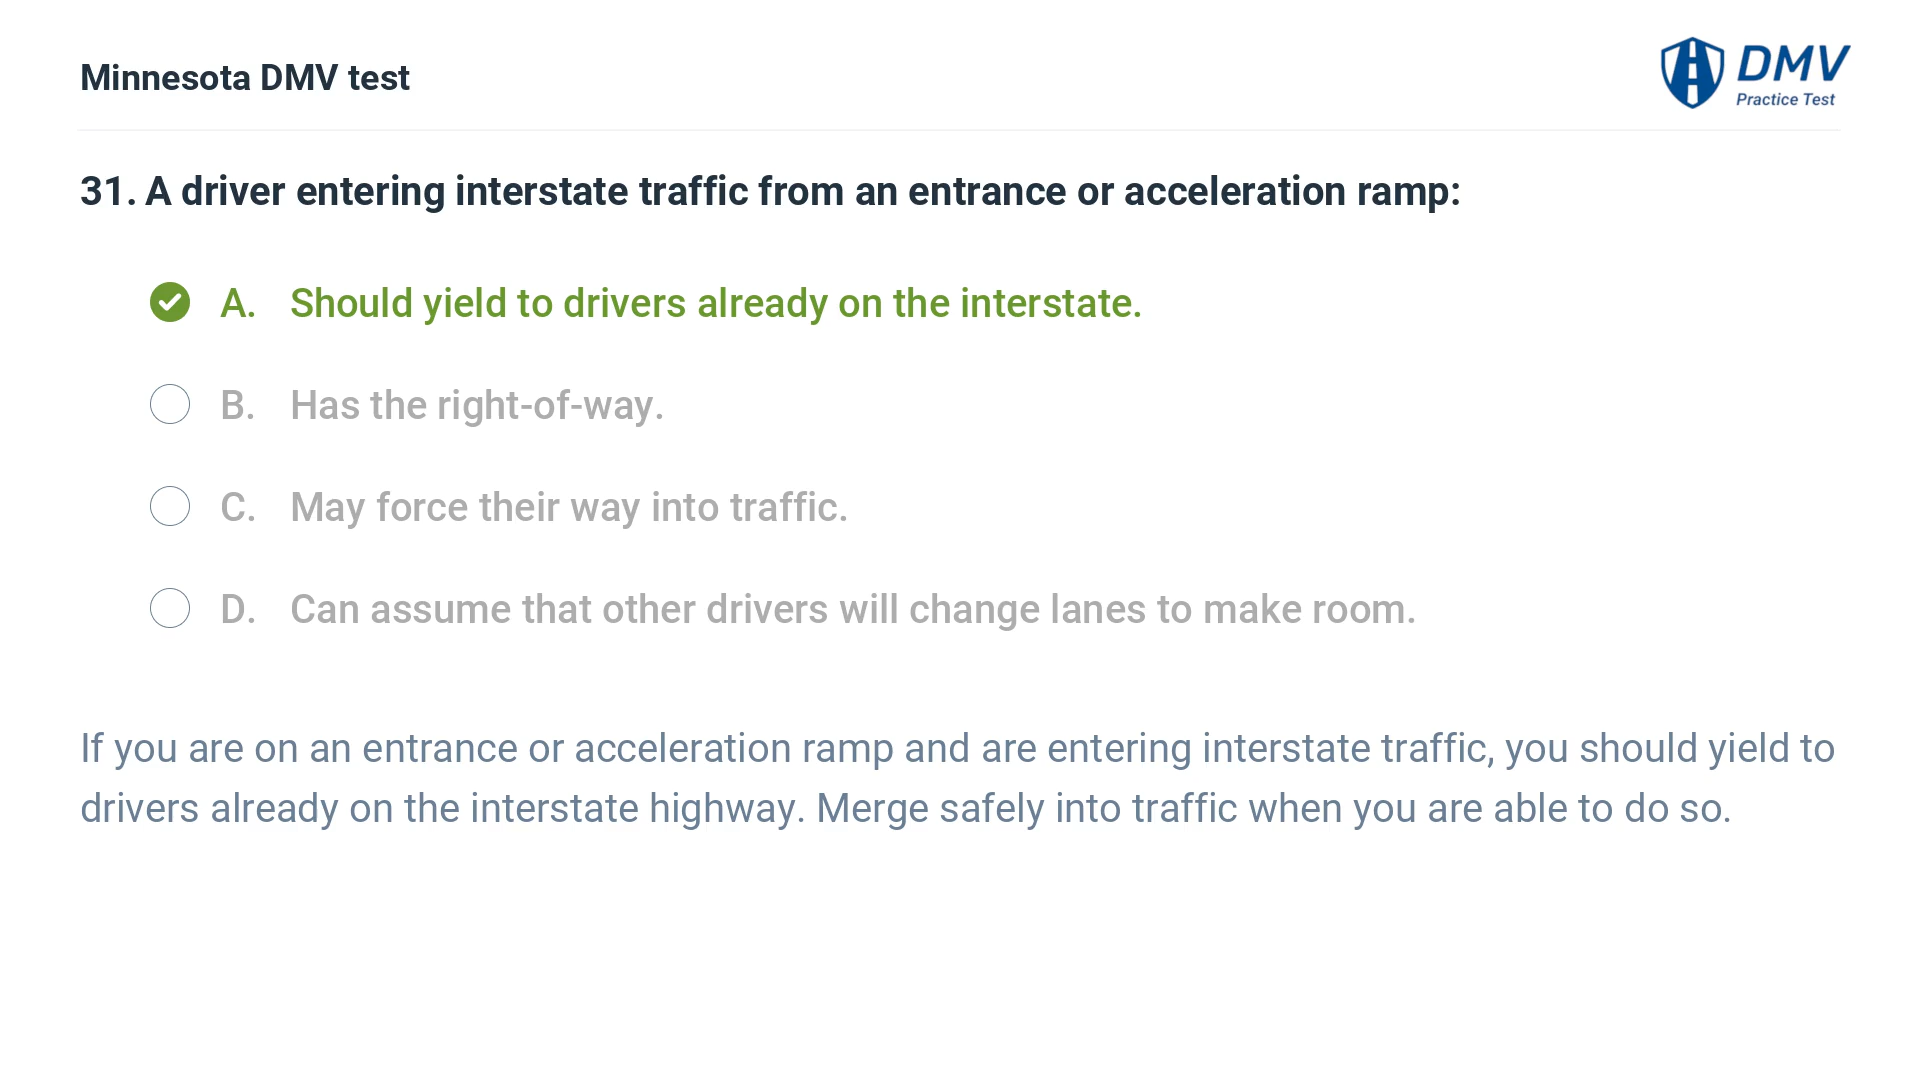 Minnesota DMV test
DMV
Practice Test
31. A driver entering interstate traffic from an entrance or acceleration ramp:
A. Should yield to drivers already on the interstate.
B. Has the right-of-way.
C. May force their way into traffic.
D. Can assume that other drivers will change lanes to make room.
If you are on an entrance or acceleration ramp and are entering interstate traffic, you should yield to
drivers already on the interstate highway. Merge safely into traffic when you are able to do so.